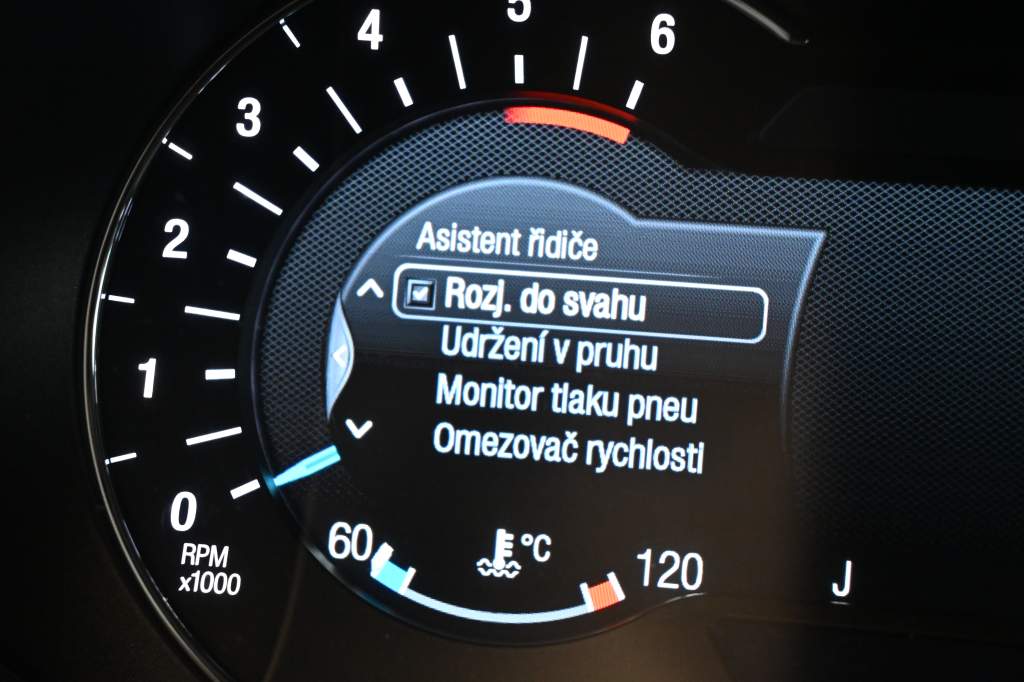 4
5
6
3
2
1
0
RPM
x1000
Asistent řidiče
Rozj. do svahu
Udržení v pruhu
Monitor tlaku pneu
Omezovač rychlosti
60
°C
120
J